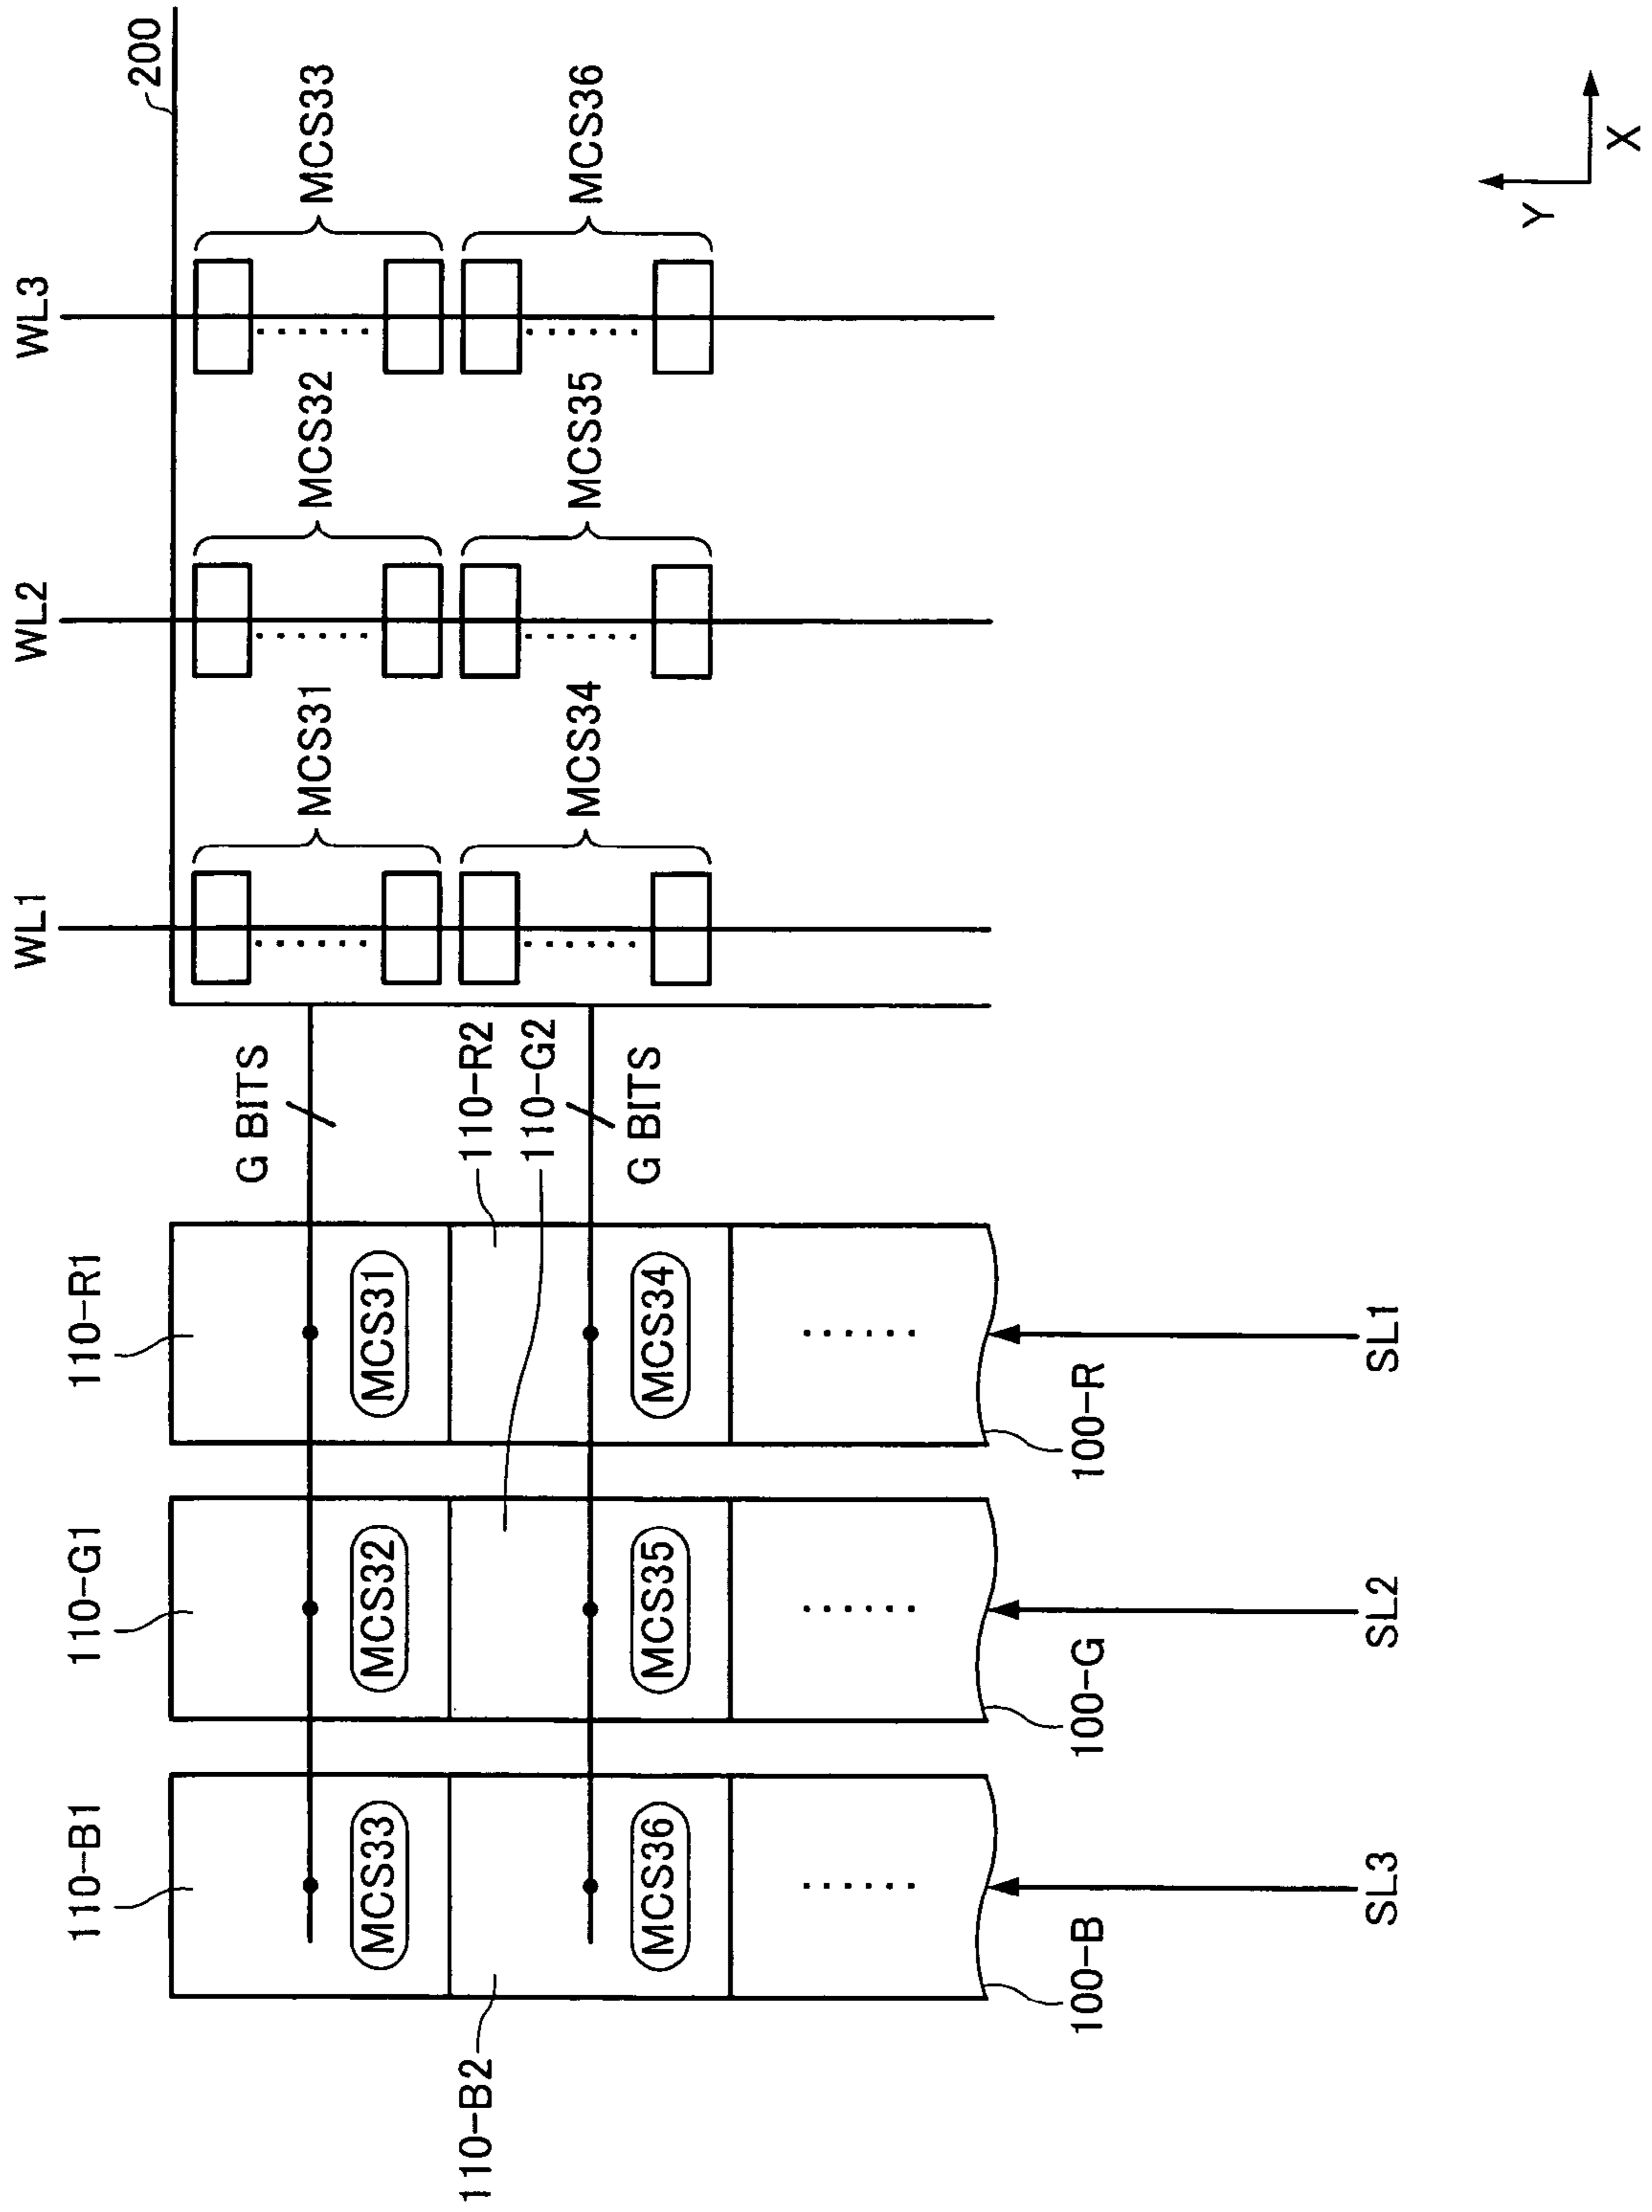 WL1
WL2
WL3
200
110-B1
110-G1
110-R1
G BITS
MCS31
MCS32
MCS33
MCS33
MCS32
MCS31
110-B2
110-R2
110-G2
MCS34
MCS35
MCS36
G BITS
MCS36
MCS35
MCS34
100-B
100-G
100-R
SL3
SL2
SL1
Y
X